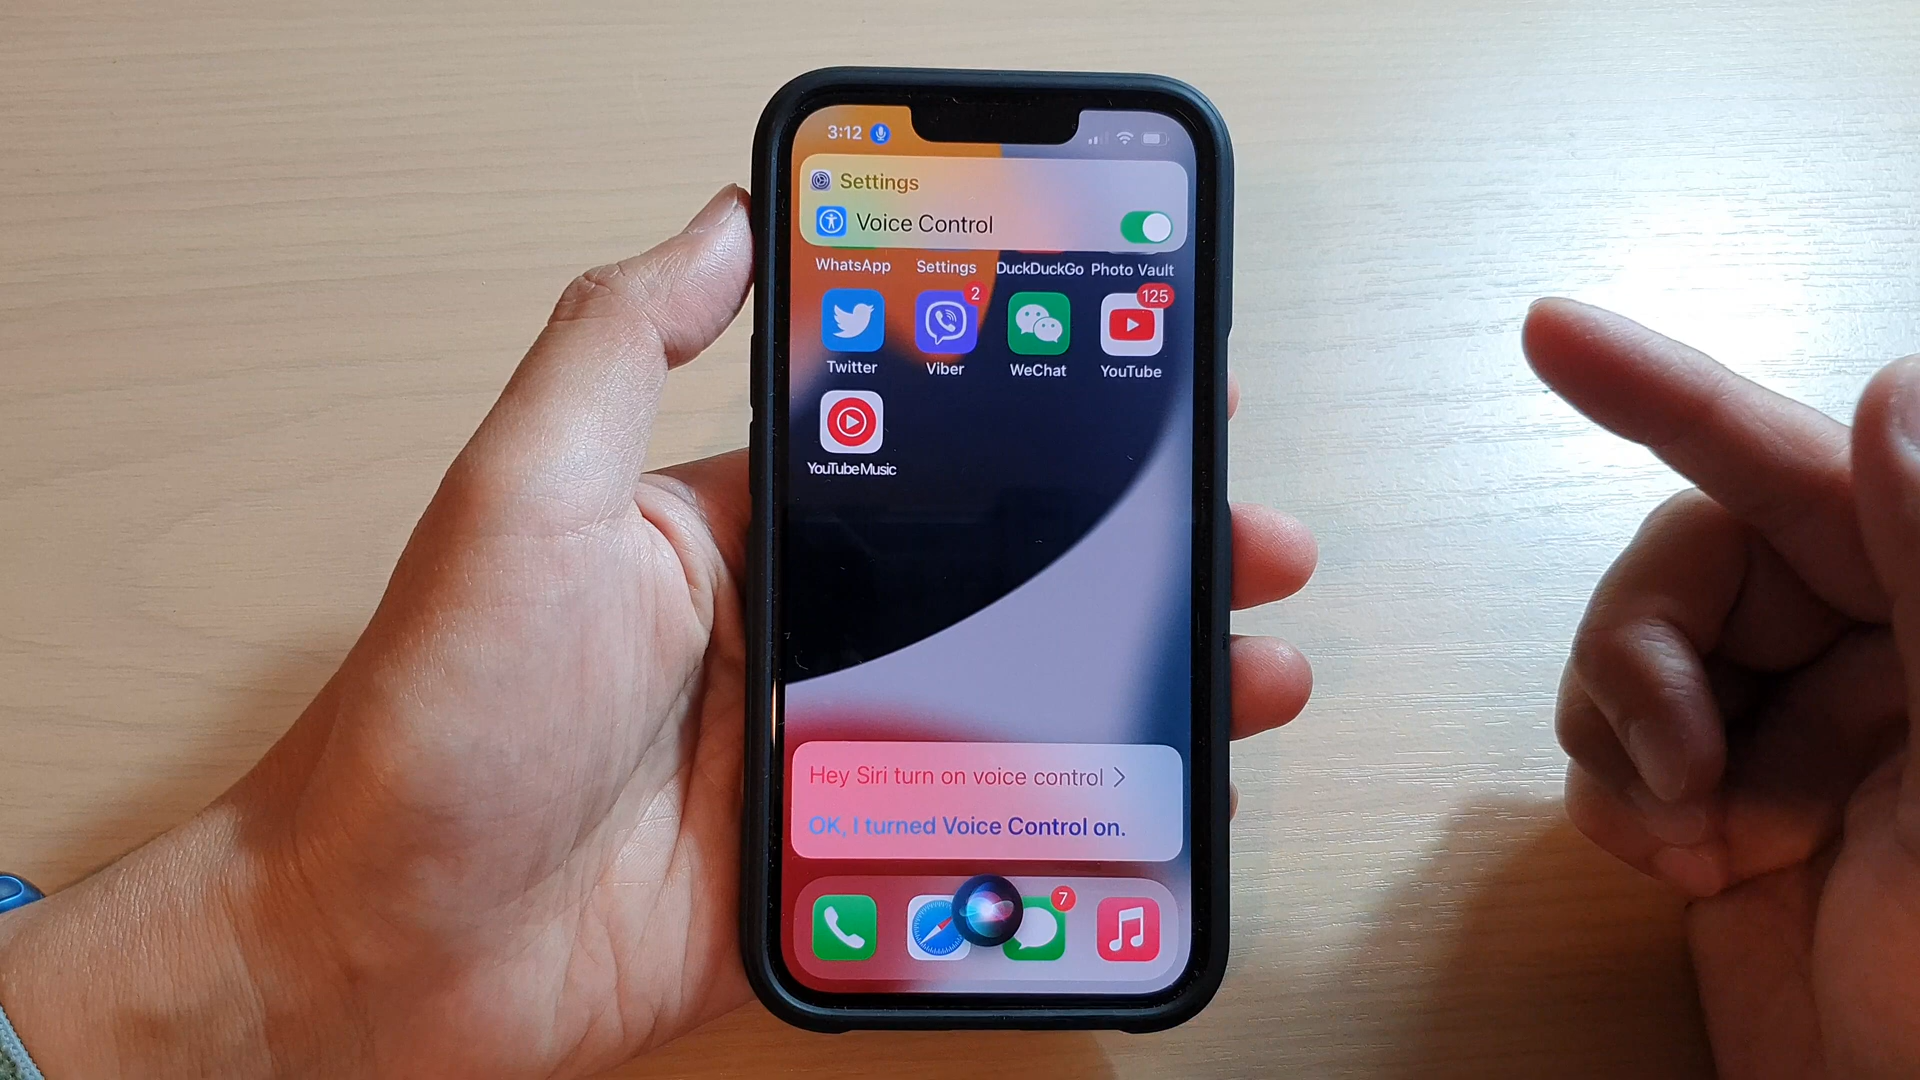 3:12
Settings
Voice Control
WhatsApp Settings DuckDuckGo Photo Vault
2 125
Twitter Viber WeChat YouTube
YouTube Music
Hey Siri turn on voice control >
OK, I turned Voice Control on.
7